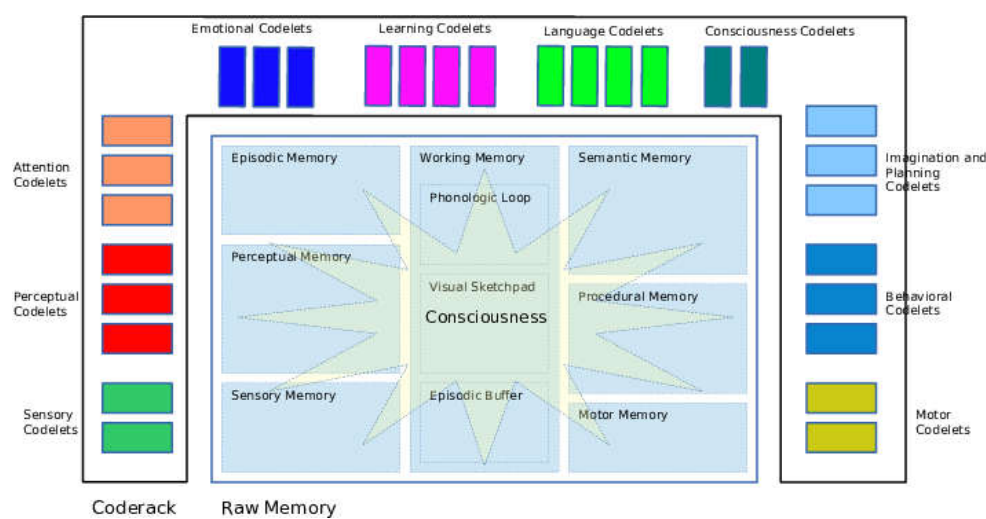 Emotional Codelets
Learning Codelets
Language Codelets
Consciousness Codelets
Attention
Codelets
Episodic Memory
Working Memory
Semantic Memory
Imagination and
Planning
Codelets
Phonologic Loop
Perceptual Memory
Perceptual
Codelets
Visual Sketchpad
Consciousness
Procedural Memory
Behavioral
Codelets
Sensory
Codelets
Sensory Memory
Episodic Buffer
Motor Memory
Motor
Codelets
Coderack
Raw Memory